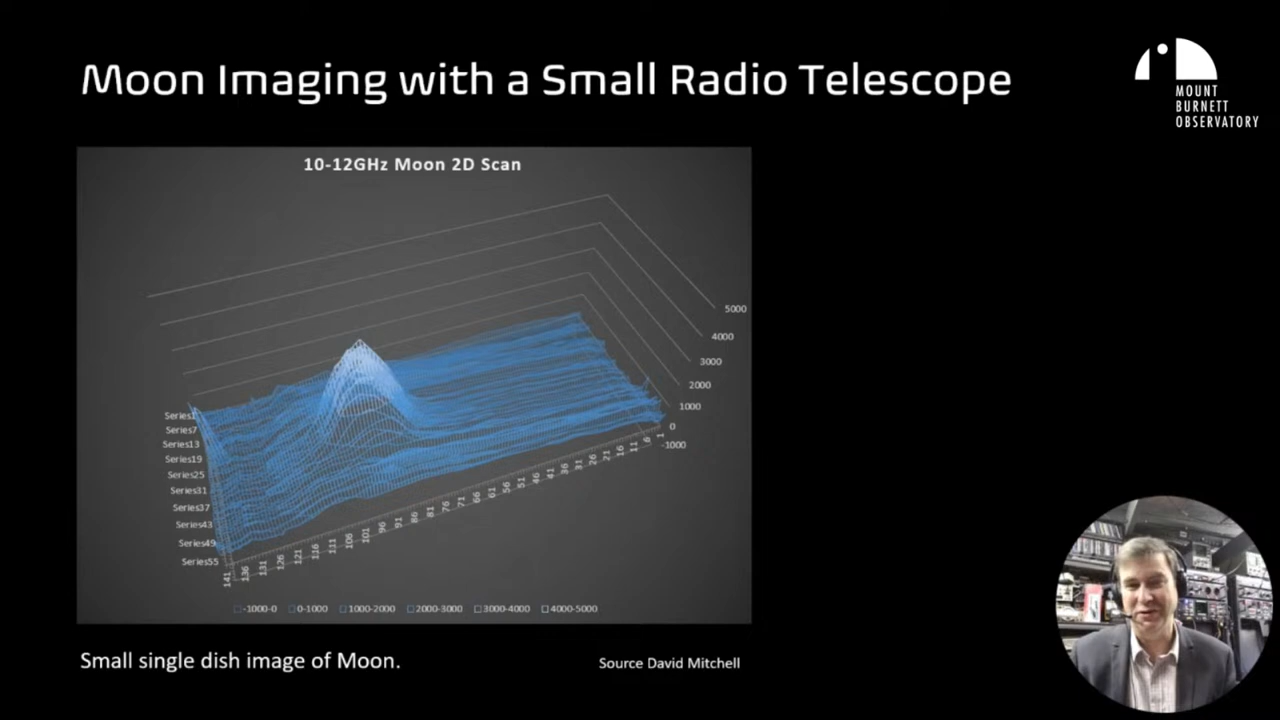 Moon Imaging with a Small Radio Telescope
MOUNT
BURNETT
OBSERVATORY
10-12GHz Moon 2D Scan
5000
4000
3000
2000
1000
0
-1000
Series1
Series7
Series13
Series19
Series25
Series31
Series37
Series43
Series49
Series55
141
136
131
126
121
116
111
106
101
96
91
86
81
76
71
66
61
56
51
46
41
36
31
26
21
16
11
6
1
-1000-0 0-1000 1000-2000 2000-3000 3000-4000 4000-5000
Small single dish image of Moon.
Source David Mitchell